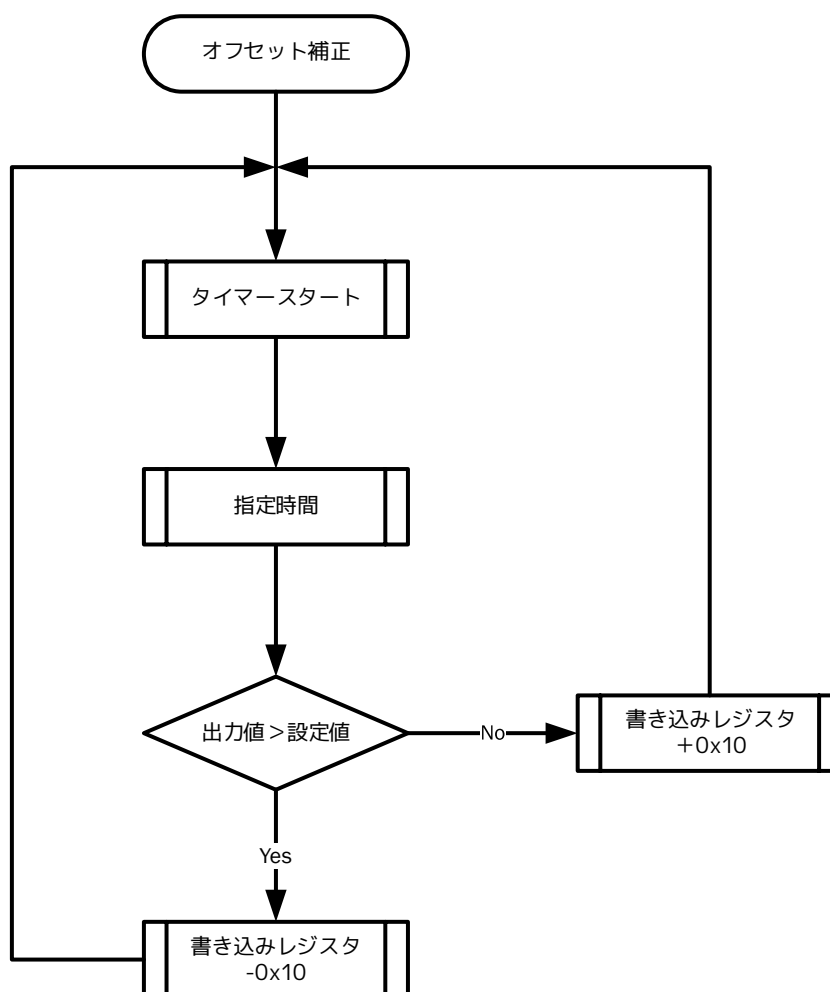 オフセット補正
タイマースタート
指定時間
出力値＞設定値
No
書き込みレジスタ
＋0x10
Yes
書き込みレジスタ
-0x10